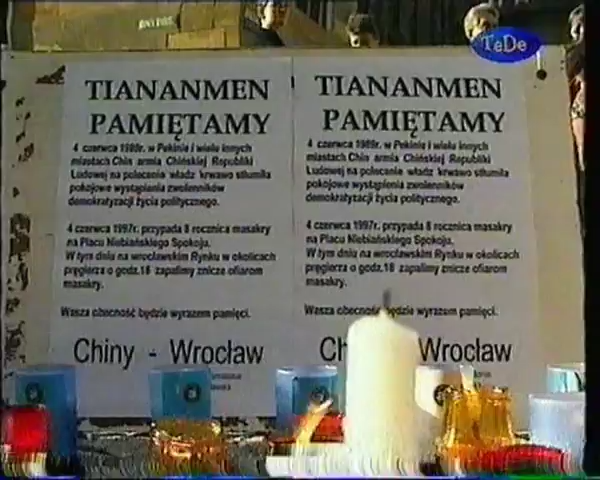 TeDe
TIANANMEN
PAMIĘTAMY
4 czerwca 1989r. w Pekinie i wielu innych
miastach Chin armia Chińskiej Republiki
Ludowej na polecenie władz krwawo stłumiła
pokojowe wystąpienia zwolenników
demokratyzacji życia politycznego.
4 czerwca 1997r. przypada 8 rocznica masakry
na Placu Niebiańskiego Spokoju.
W tym dniu na wrocławskim Rynku w okolicach
pręgierza o godz.18 zapalimy znicze ofiarom
masakry.
Wasza obecność będzie wyrazem pamięci.
Chiny - Wrocław
TIANANMEN
PAMIĘTAMY
4 czerwca 1989r. w Pekinie i wielu innych
miastach Chin armia Chińskiej Republiki
Ludowej na polecenie władz krwawo stłumiła
pokojowe wystąpienia zwolenników
demokratyzacji życia politycznego.
4 czerwca 1997r. przypada 8 rocznica masakry
na Placu Niebiańskiego Spokoju.
W tym dniu na wrocławskim Rynku w okolicach
pręgierza o godz.18 zapalimy znicze ofiarom
masakry.
Wasza obecność będzie wyrazem pamięci.
Ch Wrocław